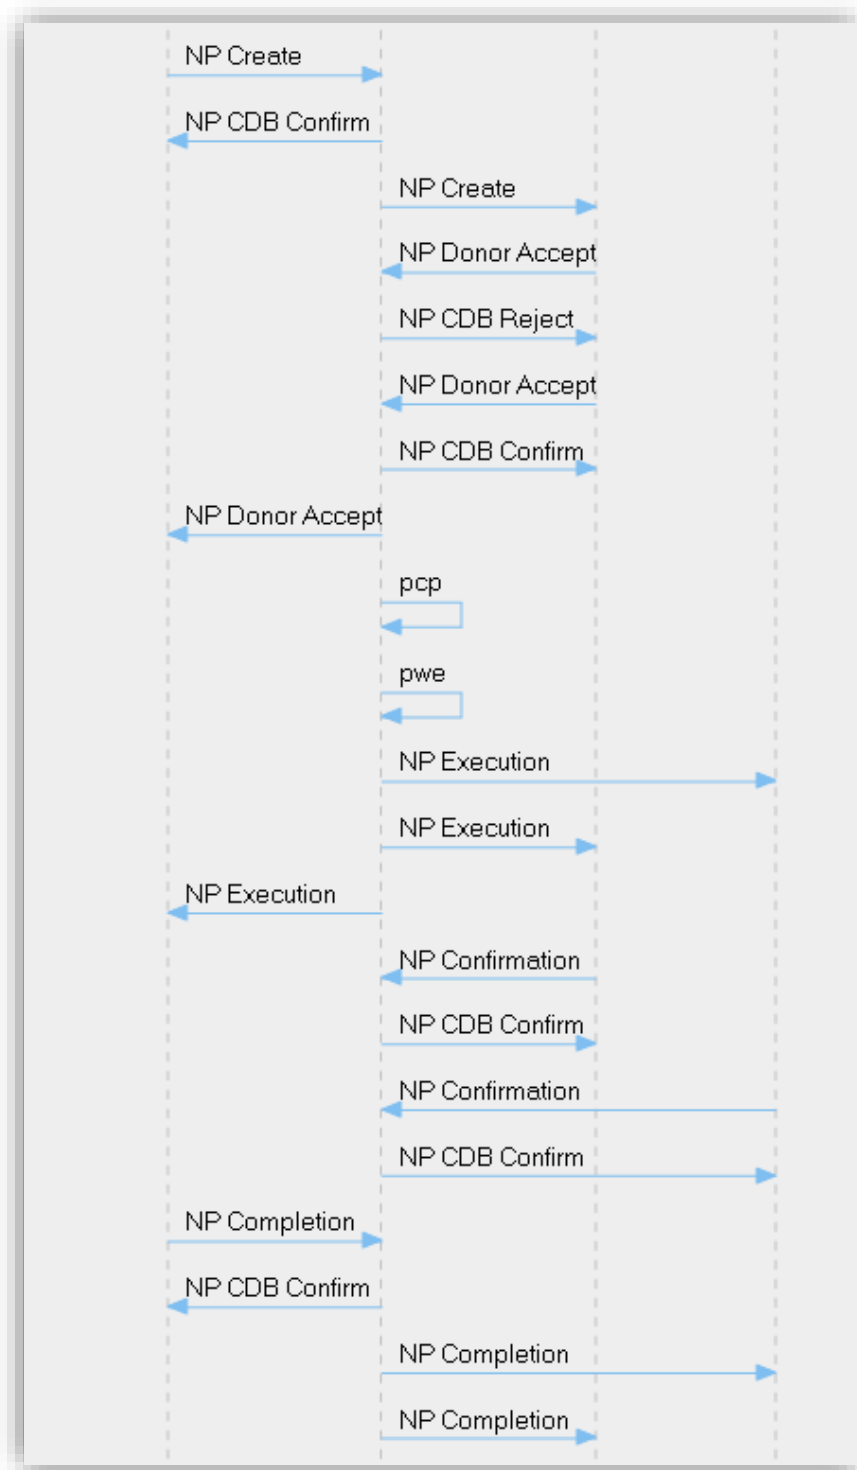 NP Create
NP CDB Confirm
NP Create
NP Donor Accept
NP CDB Reject
NP Donor Accept
NP CDB Confirm
NP Donor Accept
pcp
pwe
NP Execution
NP Execution
NP Execution
NP Confirmation
NP CDB Confirm
NP Confirmation
NP CDB Confirm
NP Completion
NP CDB Confirm
NP Completion
NP Completion